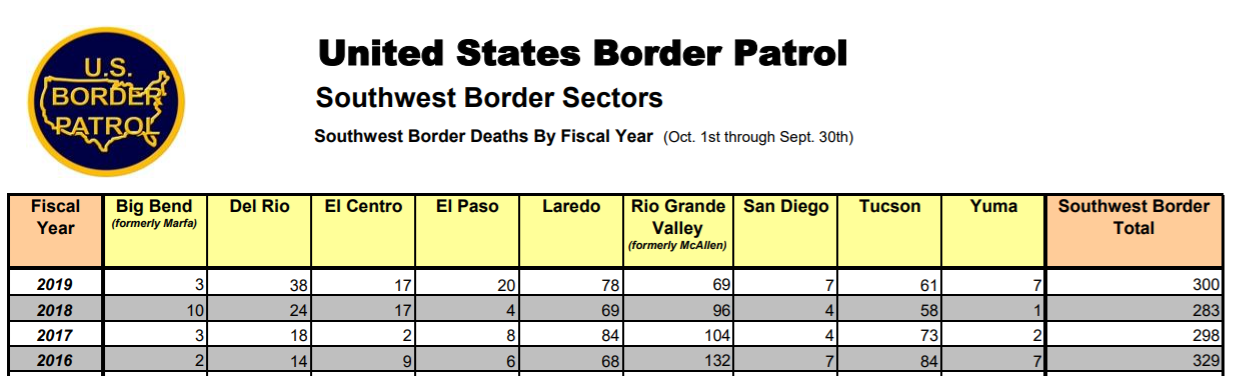 U.S.
BORDER
PATROL
United States Border Patrol
Southwest Border Sectors
Southwest Border Deaths By Fiscal Year (Oct. 1st through Sept. 30th)
Fiscal Year Big Bend (formerly Marfa) Del Rio El Centro El Paso Laredo Rio Grande Valley (formerly McAllen) San Diego Tucson Yuma Southwest Border Total
2019 3 38 17 20 78 69 7 61 7 300
2018 10 24 17 4 69 96 4 58 1 283
2017 3 18 2 8 84 104 4 73 2 298
2016 2 14 9 6 68 132 7 84 7 329